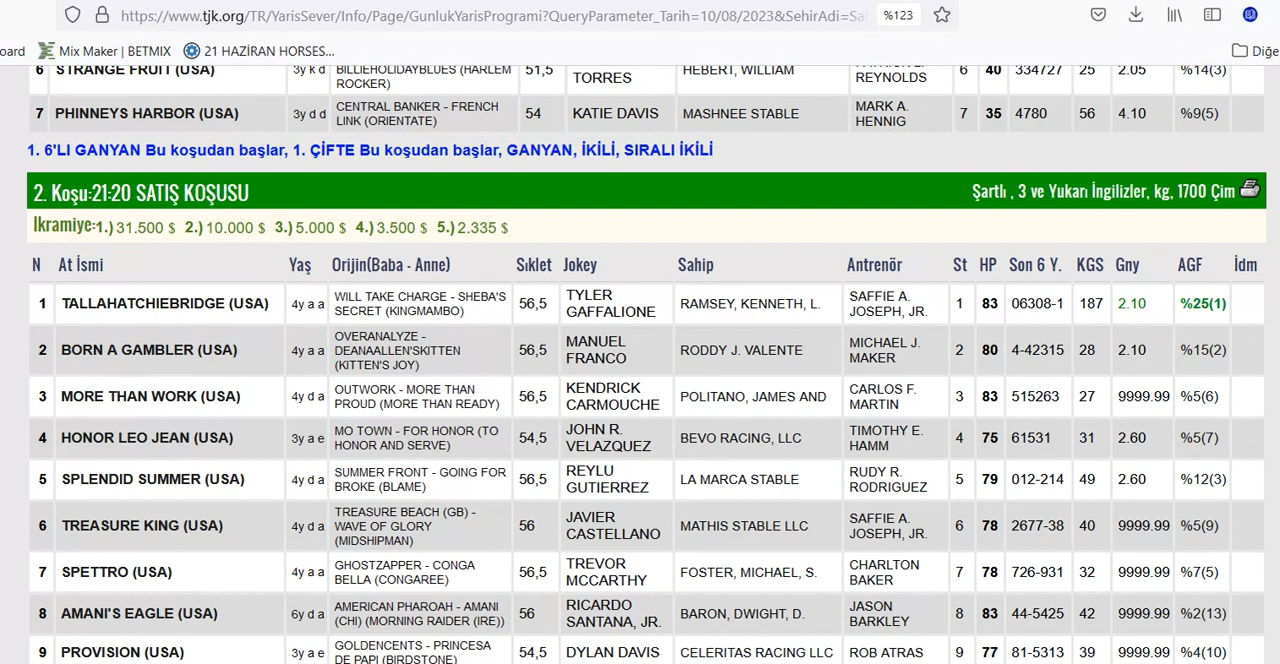 https://www.tjk.org/TR/YarisSever/Info/Page/GunlukYarisProgrami?QueryParameter_Tarih=10/08/2023&SehirAdi=Sa %123
oard Mix Maker | BETMIX 21 HAZİRAN HORSES... Diğe
6 STRANGE FRUIT (USA) 3y k d BILLIEHOLIDAYBLUES (HARLEM ROCKER) 51,5 TORRES HEBERT, WILLIAM REYNOLDS 6 40 334727 25 2.05 %14(3)
7 PHINNEYS HARBOR (USA) 3y d d CENTRAL BANKER - FRENCH LINK (ORIENTATE) 54 KATIE DAVIS MASHNEE STABLE MARK A. HENNIG 7 35 4780 56 4.10 %9(5)
1. 6'LI GANYAN Bu koşudan başlar, 1. ÇİFTE Bu koşudan başlar, GANYAN, İKİLİ, SIRALI İKİLİ
2. Koşu:21:20 SATIŞ KOŞUSU Şartlı , 3 ve Yukarı İngilizler, kg, 1700 Çim
İkramiye:1.) 31.500 $ 2.) 10.000 $ 3.) 5.000 $ 4.) 3.500 $ 5.) 2.335 $
N At İsmi Yaş Orijin(Baba - Anne) Sıklet Jokey Sahip Antrenör St HP Son 6 Y. KGS Gny AGF İdm
1 TALLAHATCHIEBRIDGE (USA) 4y a a WILL TAKE CHARGE - SHEBA'S SECRET (KINGMAMBO) 56,5 TYLER GAFFALIONE RAMSEY, KENNETH, L. SAFFIE A. JOSEPH, JR. 1 83 06308-1 187 2.10 %25(1)
2 BORN A GAMBLER (USA) 4y a a OVERANALYZE - DEANAALLEN'SKITTEN (KITTEN'S JOY) 56,5 MANUEL FRANCO RODDY J. VALENTE MICHAEL J. MAKER 2 80 4-42315 28 2.10 %15(2)
3 MORE THAN WORK (USA) 4y d a OUTWORK - MORE THAN PROUD (MORE THAN READY) 56,5 KENDRICK CARMOUCHE POLITANO, JAMES AND CARLOS F. MARTIN 3 83 515263 27 9999.99 %5(6)
4 HONOR LEO JEAN (USA) 3y a e MO TOWN - FOR HONOR (TO HONOR AND SERVE) 54,5 JOHN R. VELAZQUEZ BEVO RACING, LLC TIMOTHY E. HAMM 4 75 61531 31 2.60 %5(7)
5 SPLENDID SUMMER (USA) 4y d a SUMMER FRONT - GOING FOR BROKE (BLAME) 56,5 REYLU GUTIERREZ LA MARCA STABLE RUDY R. RODRIGUEZ 5 79 012-214 49 2.60 %12(3)
6 TREASURE KING (USA) 4y d a TREASURE BEACH (GB) - WAVE OF GLORY (MIDSHIPMAN) 56 JAVIER CASTELLANO MATHIS STABLE LLC SAFFIE A. JOSEPH, JR. 6 78 2677-38 40 9999.99 %5(9)
7 SPETTRO (USA) 4y a a GHOSTZAPPER - CONGA BELLA (CONGAREE) 56,5 TREVOR MCCARTHY FOSTER, MICHAEL, S. CHARLTON BAKER 7 78 726-931 32 9999.99 %7(5)
8 AMANI'S EAGLE (USA) 6y d a AMERICAN PHAROAH - AMANI (CHI) (MORNING RAIDER (IRE)) 56 RICARDO SANTANA, JR. BARON, DWIGHT, D. JASON BARKLEY 8 83 44-5425 42 9999.99 %2(13)
9 PROVISION (USA) 3y a e GOLDENCENTS - PRINCESA DE PAPI (BIRDSTONE) 54,5 DYLAN DAVIS CELERITAS RACING LLC ROB ATRAS 9 77 81-5313 39 9999.99 %4(10)